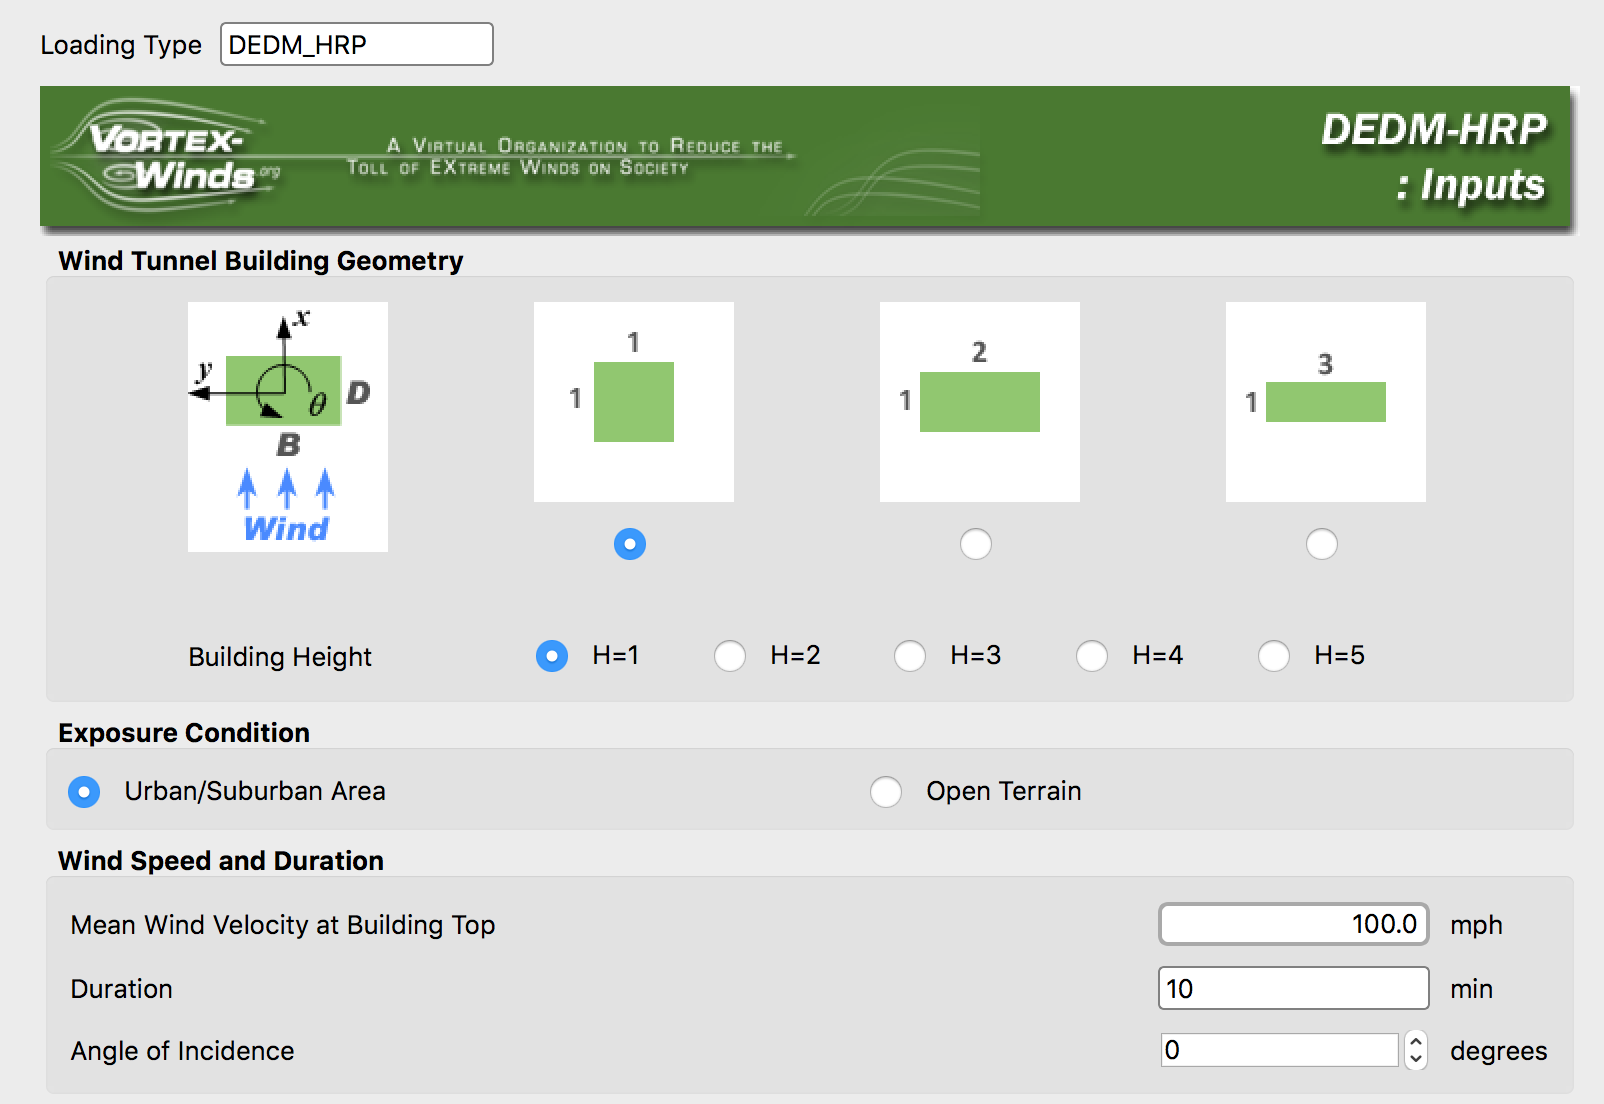 Loading Type DEDM_HRP
VORTEX-
Winds.org
A VIRTUAL ORGANIZATION TO REDUCE THE
TOLL OF EXTREME WINDS ON SOCIETY
DEDM-HRP
: Inputs
Wind Tunnel Building Geometry
x
y
θ
D
B
Wind
1
1
2
1
3
1
Building Height H=1 H=2 H=3 H=4 H=5
Exposure Condition
Urban/Suburban Area Open Terrain
Wind Speed and Duration
Mean Wind Velocity at Building Top 100.0 mph
Duration 10 min
Angle of Incidence 0 degrees